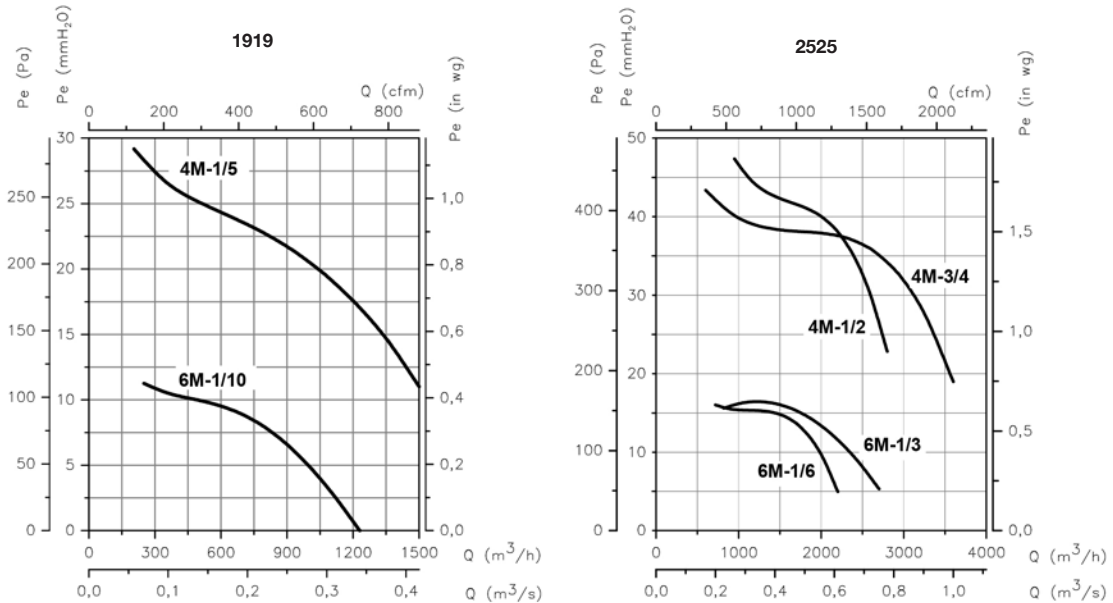 1919
Pe (Pa)
Pe (mmH2O)
Q (cfm)
Pe (in wg)
0 200 400 600 800
30
25
20
15
10
5
0
250
200
150
100
50
0
1,0
0,8
0,6
0,4
0,2
0,0
4M-1/5
6M-1/10
0 300 600 900 1200 1500 Q (m³/h)
0,0 0,1 0,2 0,3 0,4 Q (m³/s)
2525
Pe (Pa)
Pe (mmH2O)
Q (cfm)
Pe (in wg)
0 500 1000 1500 2000
50
40
30
20
10
0
400
300
200
100
0
1,5
1,0
0,5
0,0
4M-3/4
4M-1/2
6M-1/3
6M-1/6
0 1000 2000 3000 4000 Q (m³/h)
0,0 0,2 0,4 0,6 0,8 1,0 Q (m³/s)